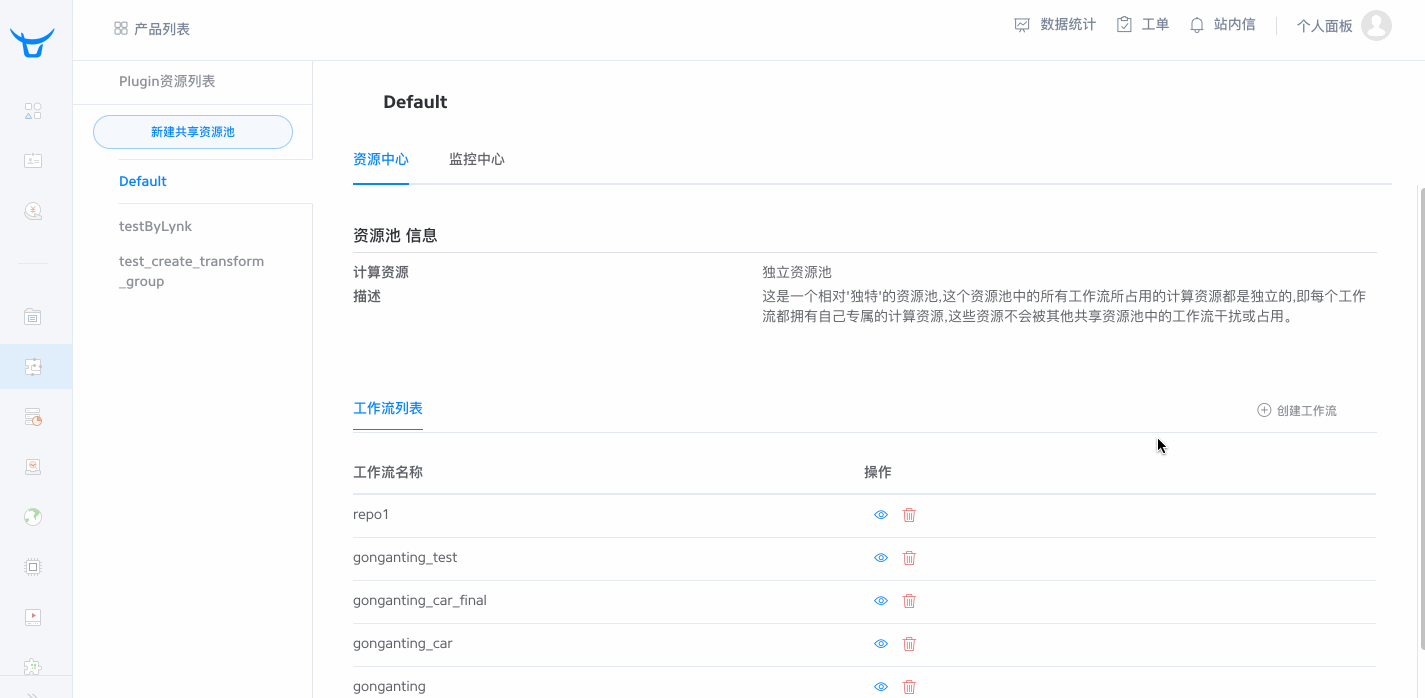 产品列表
数据统计
工单
站内信
个人面板
Plugin资源列表
新建共享资源池
Default
testByLynk
test_create_transform
_group
Default
资源中心
监控中心
资源池 信息
计算资源
独立资源池
描述
这是一个相对'独特'的资源池,这个资源池中的所有工作流所占用的计算资源都是独立的,即每个工作
流都拥有自己专属的计算资源,这些资源不会被其他共享资源池中的工作流干扰或占用。
工作流列表
创建工作流
工作流名称
操作
repo1
gonganting_test
gonganting_car_final
gonganting_car
gonganting